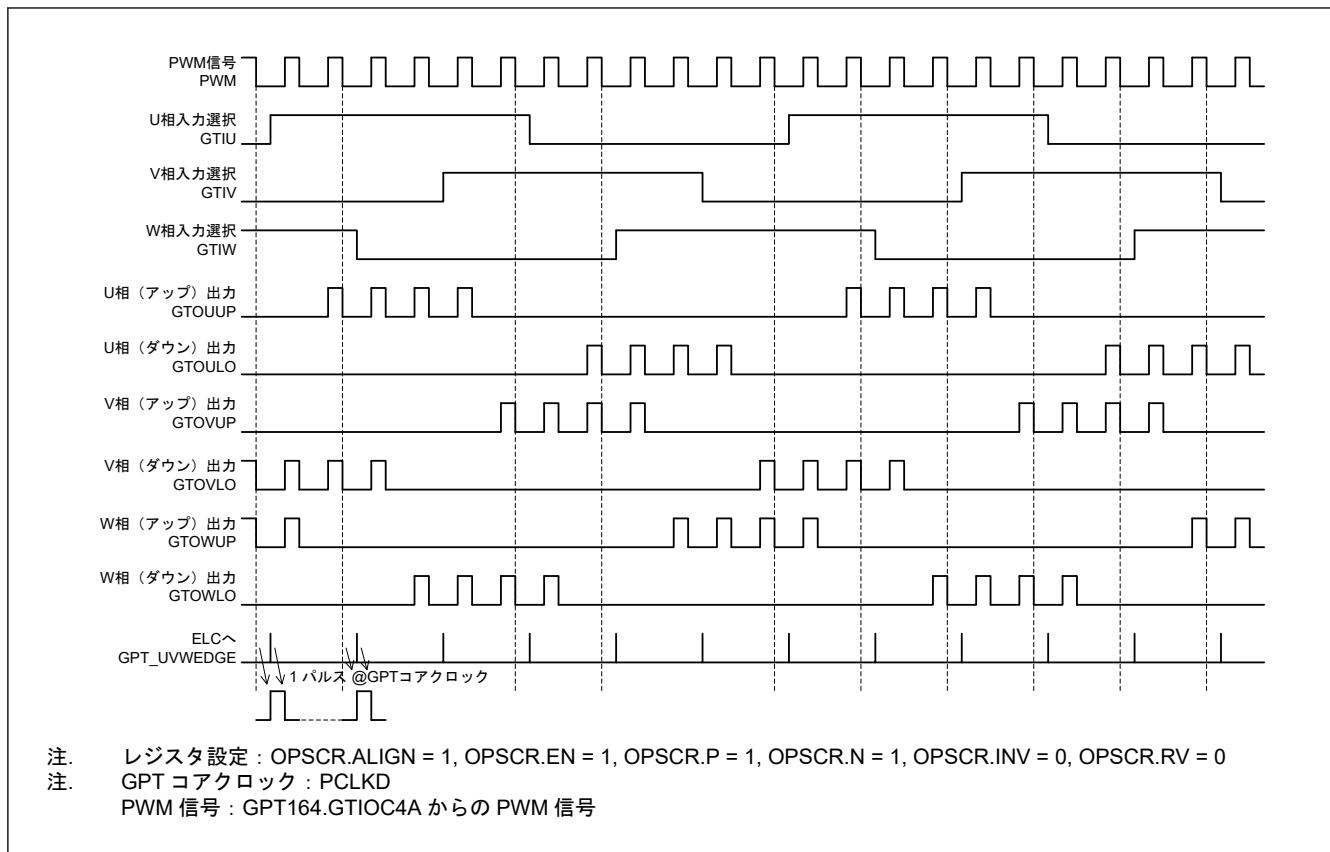 PWM信号
PWM
U相入力選択
GTIU
V相入力選択
GTIV
W相入力選択
GTIW
U相（アップ）出力
GTOUUP
U相（ダウン）出力
GTOULO
V相（アップ）出力
GTOVUP
V相（ダウン）出力
GTOVLO
W相（アップ）出力
GTOWUP
W相（ダウン）出力
GTOWLO
ELCへ
GPT_UVWEDGE
1 パルス @GPTコアクロック
注. レジスタ設定：OPSCR.ALIGN = 1, OPSCR.EN = 1, OPSCR.P = 1, OPSCR.N = 1, OPSCR.INV = 0, OPSCR.RV = 0
注. GPT コアクロック：PCLKD
PWM 信号：GPT164.GTIOC4A からの PWM 信号